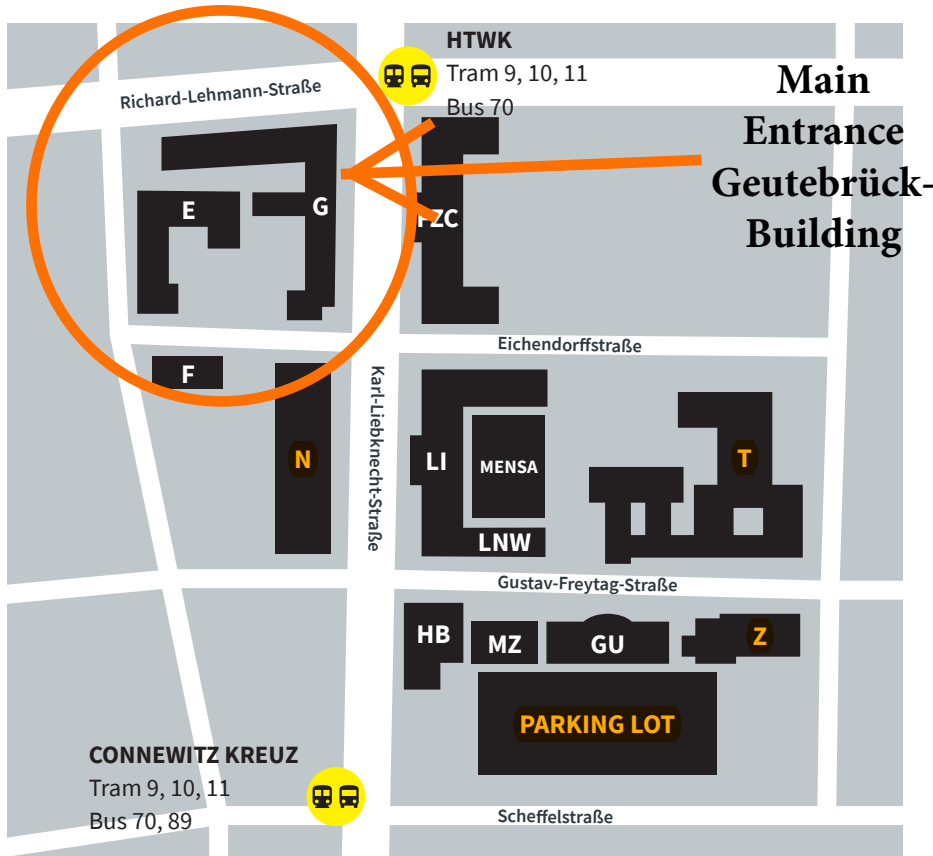 HTWK
Tram 9, 10, 11
Bus 70
Main
Entrance
Geutebrück-
Building
Richard-Lehmann-Straße
E
G
FZC
Eichendorffstraße
F
N
Karl-Liebknecht-Straße
LI
MENSA
T
LNW
Gustav-Freytag-Straße
HB
MZ
GU
Z
PARKING LOT
CONNEWITZ KREUZ
Tram 9, 10, 11
Bus 70, 89
Scheffelstraße